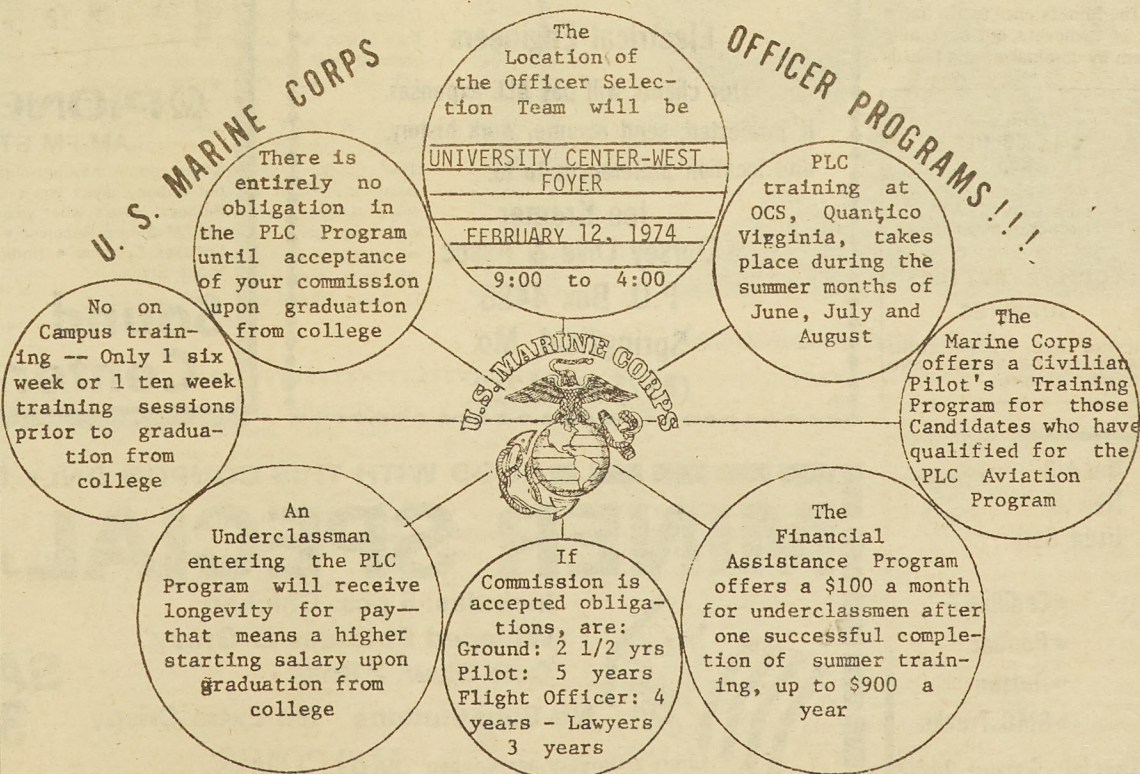 U. S. MARINE CORPS
OFFICER PROGRAMS!!!
The
Location of
the Officer Selec-
tion Team will be
UNIVERSITY CENTER-WEST
FOYER
FEBRUARY 12, 1974
9:00 to 4:00
There is
entirely no
obligation in
the PLC Program
until acceptance
of your commission
upon graduation
from college
PLC
training at
OCS, Quantico
Virginia, takes
place during the
summer months of
June, July and
August
No on
Campus train-
ing -- Only 1 six
week or 1 ten week
training sessions
prior to gradua-
tion from
college
U.S. MARINE CORPS
The
Marine Corps
offers a Civilian
Pilot's Training
Program for those
Candidates who have
qualified for the
PLC Aviation
Program
An
Underclassman
entering the PLC
Program will receive
longevity for pay—
that means a higher
starting salary upon
graduation from
college
If
Commission is
accepted obliga-
tions, are:
Ground: 2 1/2 yrs
Pilot: 5 years
Flight Officer: 4
years - Lawyers
3 years
The
Financial
Assistance Program
offers a $100 a month
for underclassmen after
one successful comple-
tion of summer train-
ing, up to $900 a
year